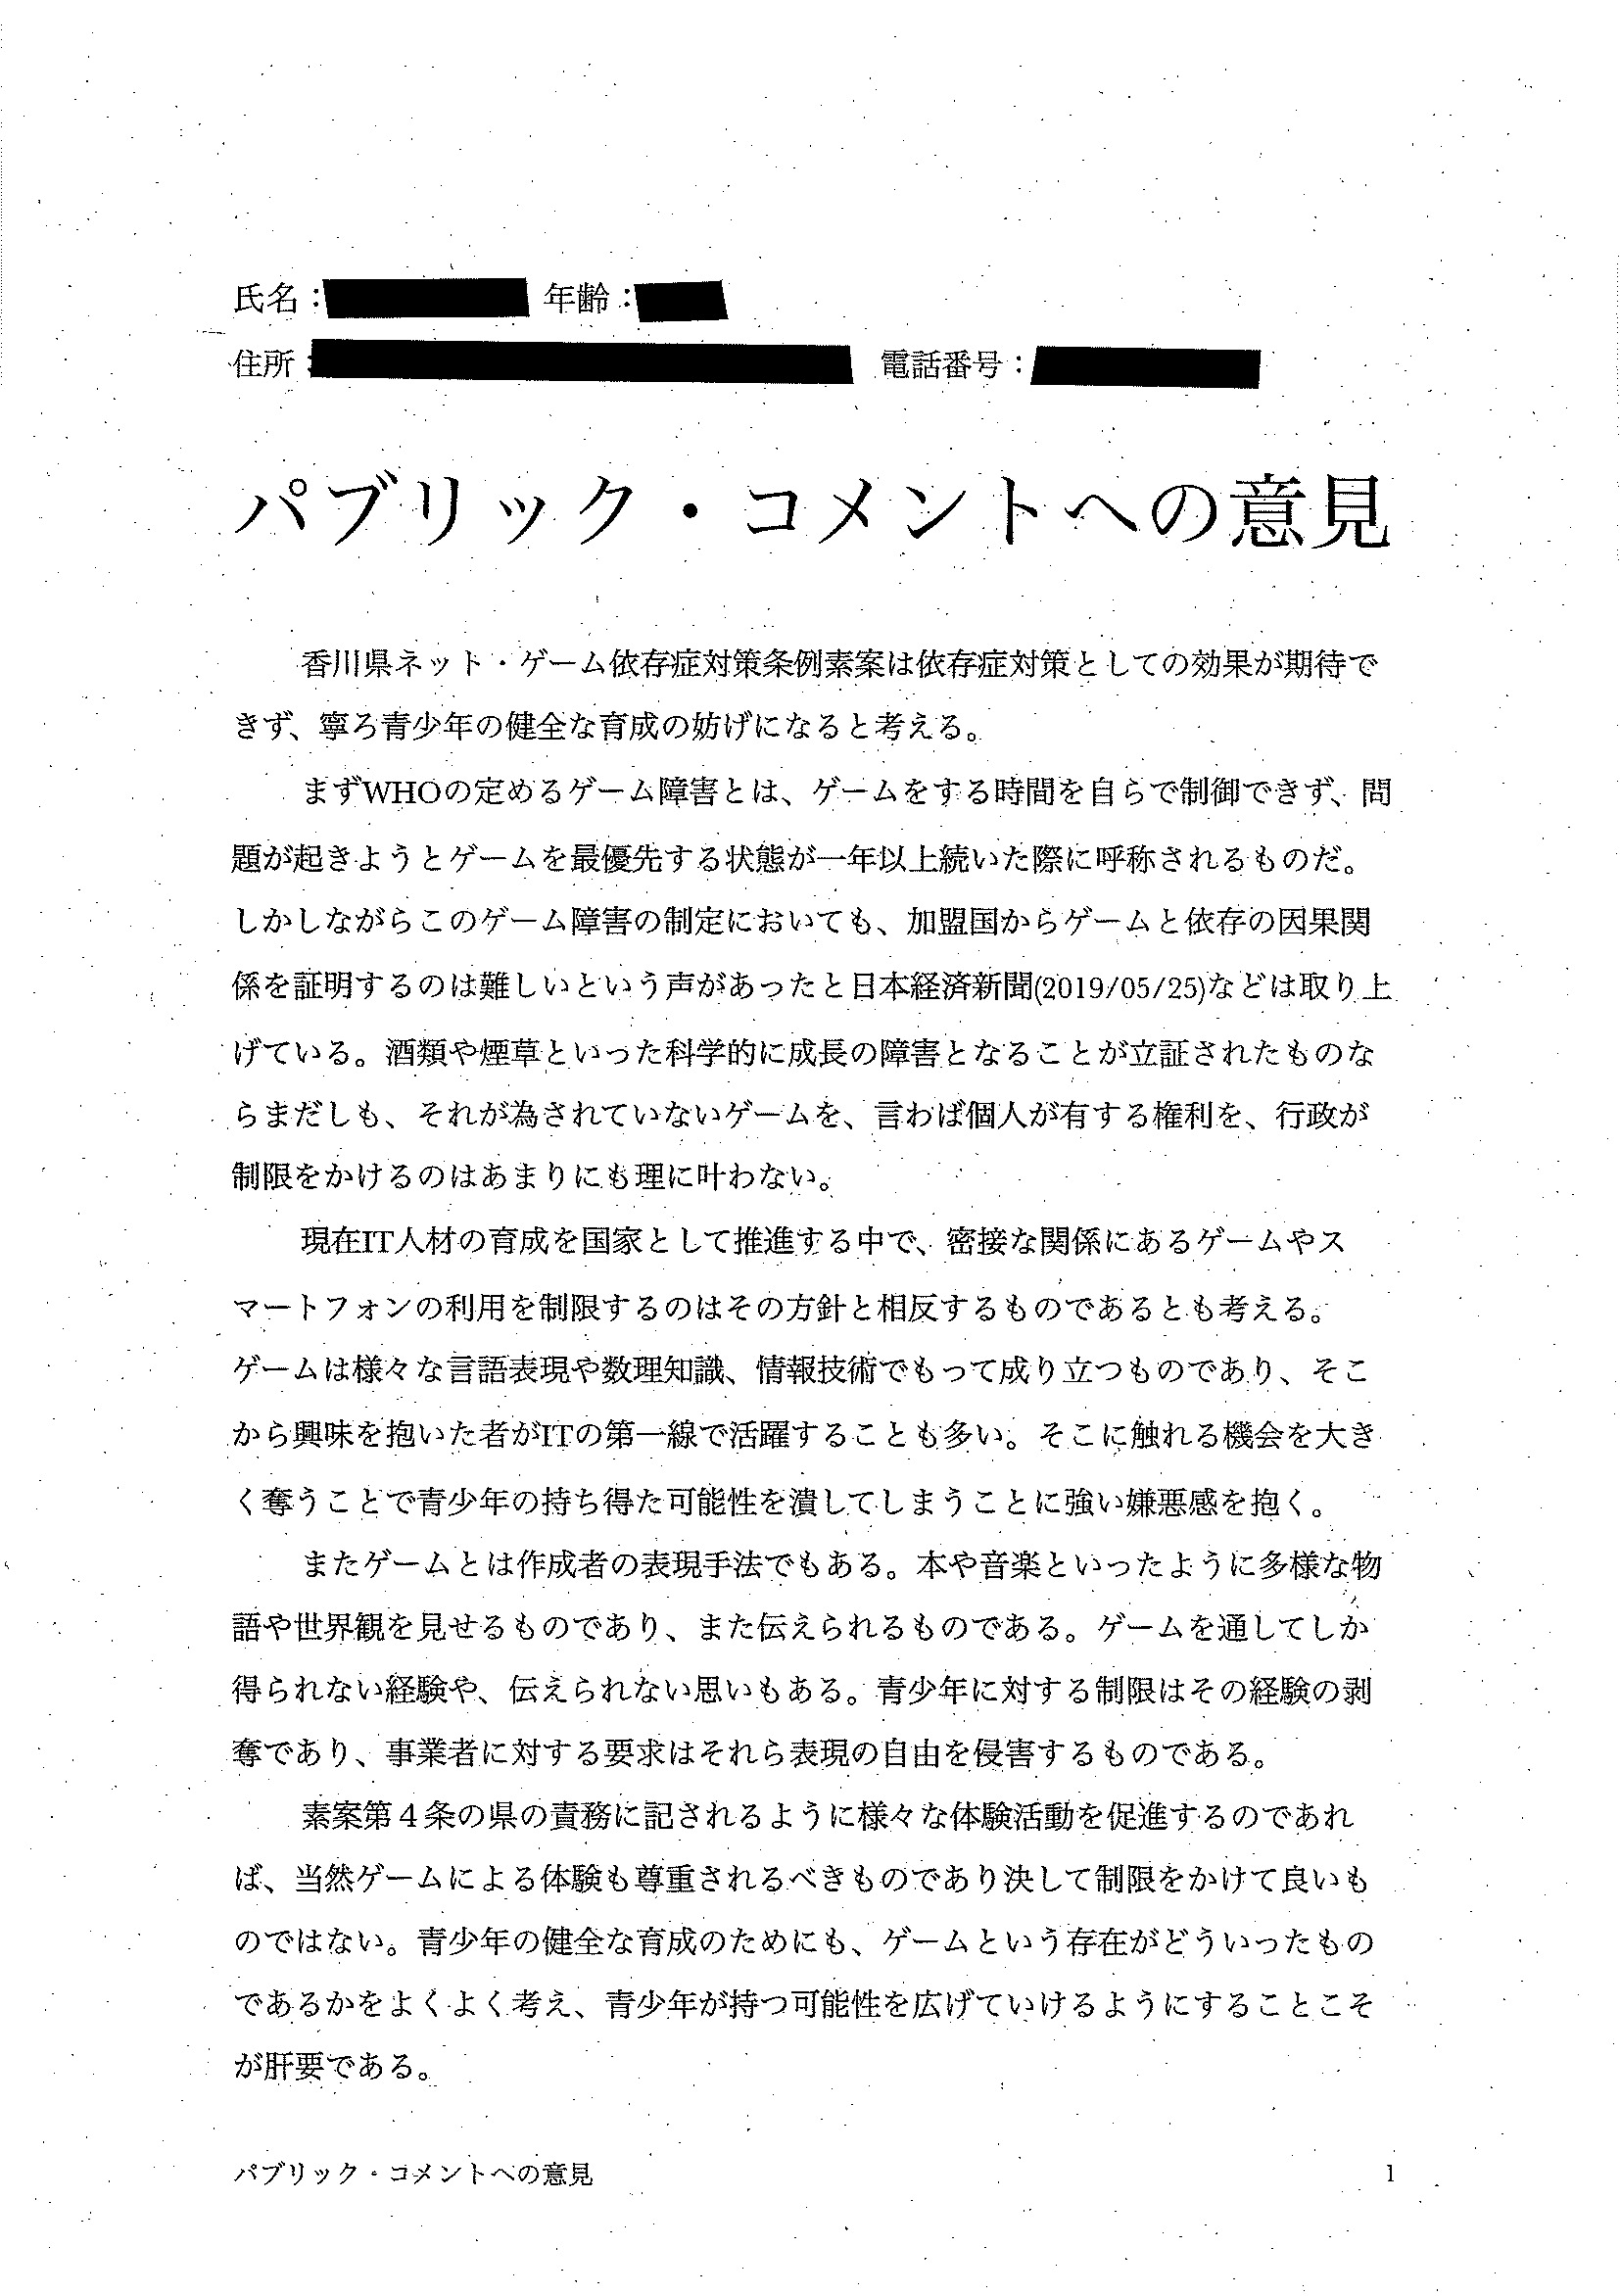 氏名：　年齢：
住所：　電話番号：
パブリック・コメントへの意見
香川県ネット・ゲーム依存症対策条例素案は依存症対策としての効果が期待で
きず、寧ろ青少年の健全な育成の妨げになると考える。
まずWHOの定めるゲーム障害とは、ゲームをする時間を自らで制御できず、問
題が起きようとゲームを最優先する状態が一年以上続いた際に呼称されるものだ。
しかしながらこのゲーム障害の制定においても、加盟国からゲームと依存の因果関
係を証明するのは難しいという声があったと日本経済新聞(2019/05/25)などは取り上
げている。酒類や煙草といった科学的に成長の障害となることが立証されたものな
らまだしも、それが為されていないゲームを、言わば個人が有する権利を、行政が
制限をかけるのはあまりにも理に叶わない。
現在IT人材の育成を国家として推進する中で、密接な関係にあるゲームやス
マートフォンの利用を制限するのはその方針と相反するものであるとも考える。
ゲームは様々な言語表現や数理知識、情報技術でもって成り立つものであり、そこ
から興味を抱いた者がITの第一線で活躍することも多い。そこに触れる機会を大き
く奪うことで青少年の持ち得た可能性を潰してしまうことに強い嫌悪感を抱く。
またゲームとは作成者の表現手法でもある。本や音楽といったように多様な物
語や世界観を見せるものであり、また伝えられるものである。ゲームを通してしか
得られない経験や、伝えられない思いもある。青少年に対する制限はその経験の剥
奪であり、事業者に対する要求はそれら表現の自由を侵害するものである。
素案第４条の県の責務に記されるように様々な体験活動を促進するのであれ
ば、当然ゲームによる体験も尊重されるべきものであり決して制限をかけて良いも
のではない。青少年の健全な育成のためにも、ゲームという存在がどういったもの
であるかをよくよく考え、青少年が持つ可能性を広げていけるようにすることこそ
が肝要である。
パブリック・コメントへの意見　1